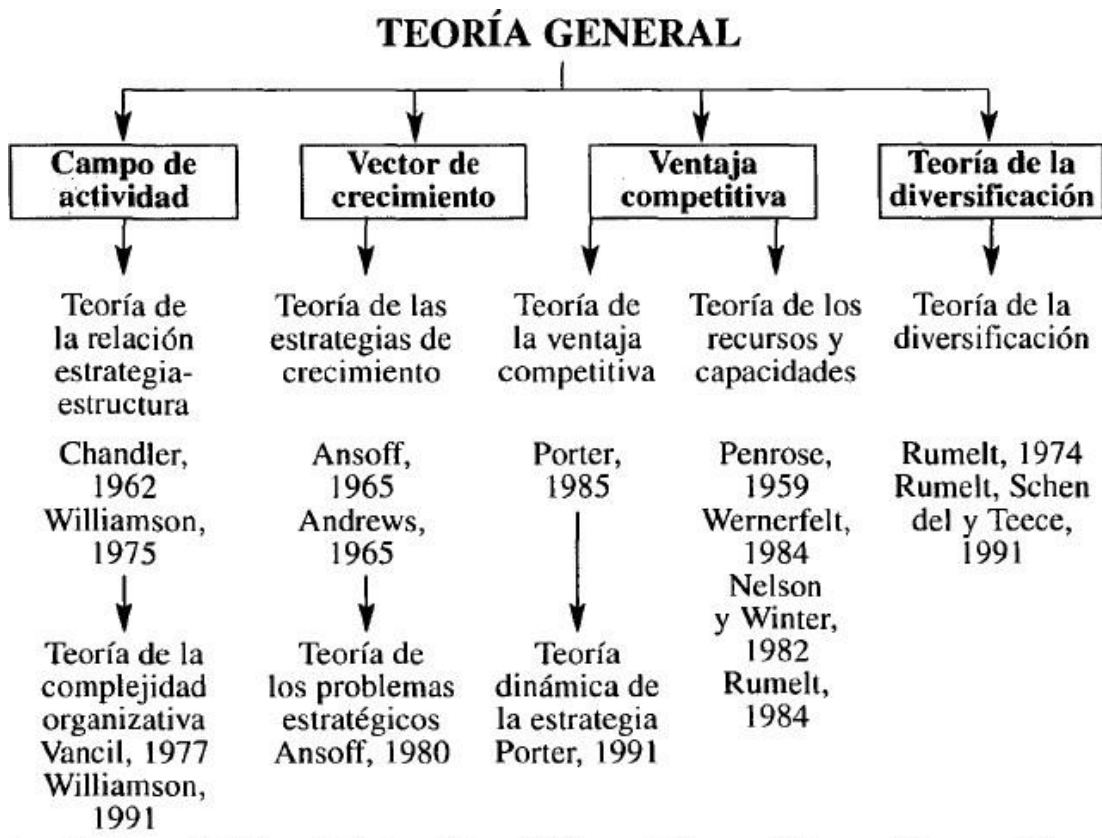 TEORÍA GENERAL
Campo de
actividad
Vector de
crecimiento
Ventaja
competitiva
Teoría de la
diversificación
Teoría de
la relación
estrategia-
estructura
Chandler,
1962
Williamson,
1975
Teoría de la
complejidad
organizativa
Vancil, 1977
Williamson,
1991
Teoría de las
estrategias de
crecimiento
Ansoff,
1965
Andrews,
1965
Teoría de
los problemas
estratégicos
Ansoff, 1980
Teoría de
la ventaja
competitiva
Porter,
1985
Teoría
dinámica de
la estrategia
Porter, 1991
Teoría de los
recursos y
capacidades
Penrose,
1959
Wernerfelt,
1984
Nelson
y Winter,
1982
Rumelt,
1984
Teoría de la
diversificación
Rumelt, 1974
Rumelt, Schen
del y Teece,
1991